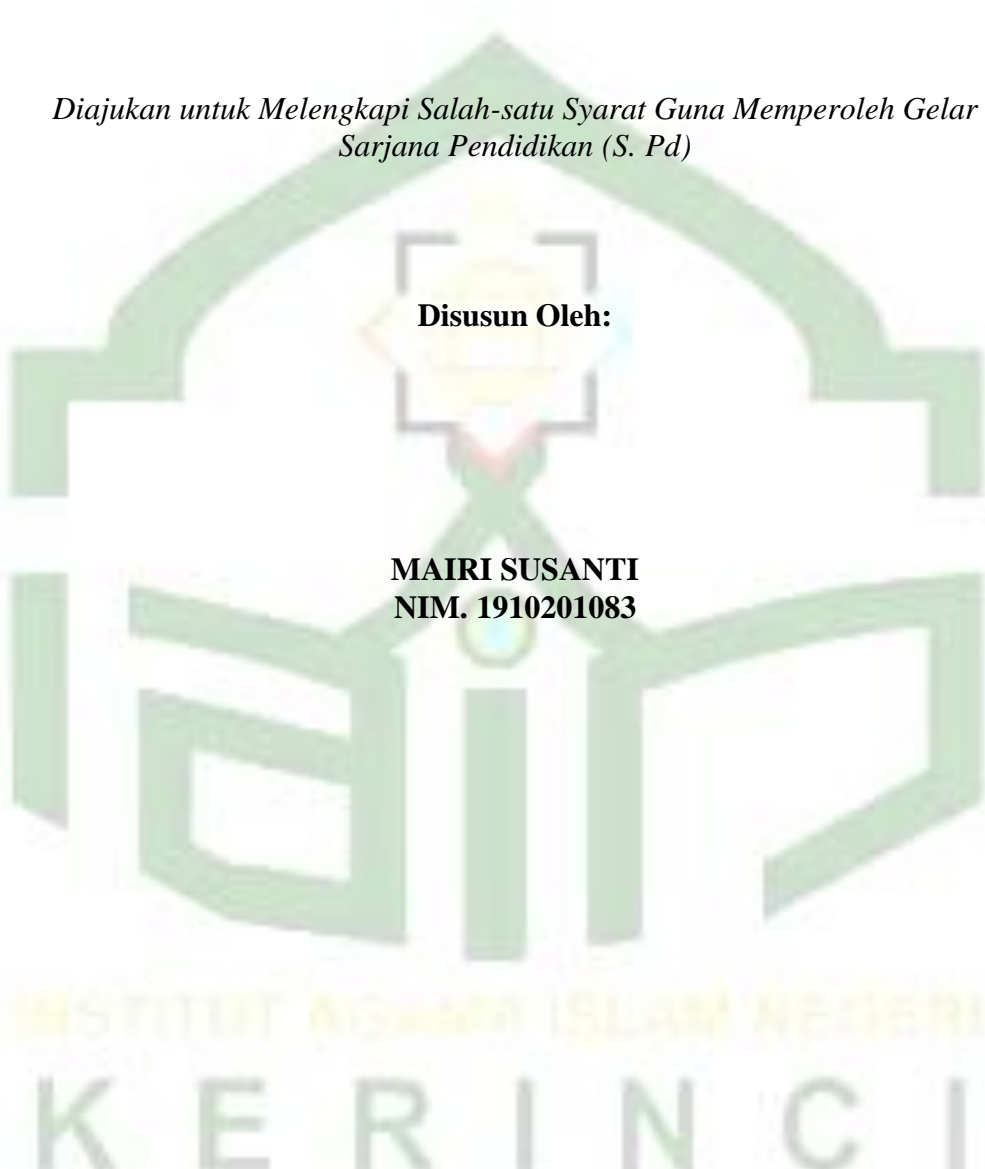 Diajukan untuk Melengkapi Salah-satu Syarat Guna Memperoleh Gelar
Sarjana Pendidikan (S. Pd)
Disusun Oleh:
MAIRI SUSANTI
NIM. 1910201083
iain
INSTITUT AGAMA ISLAM NEGERI
KERINCI